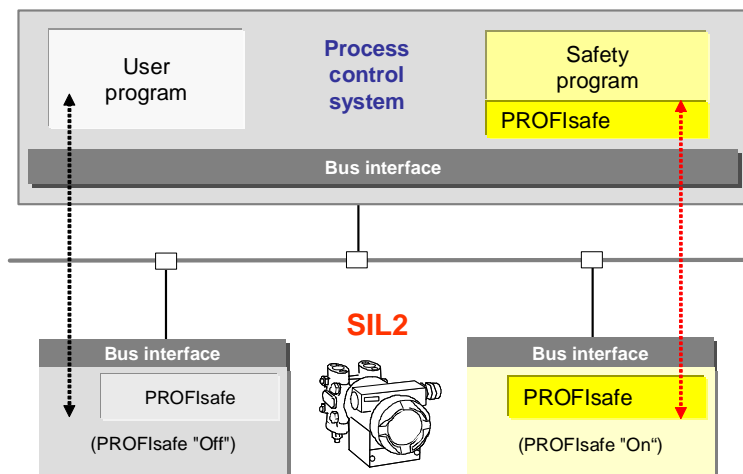 User
program
Process
control
system
Safety
program
PROFIsafe
Bus interface
SIL2
Bus interface
PROFIsafe
(PROFIsafe "Off")
Bus interface
PROFIsafe
(PROFIsafe "On“)